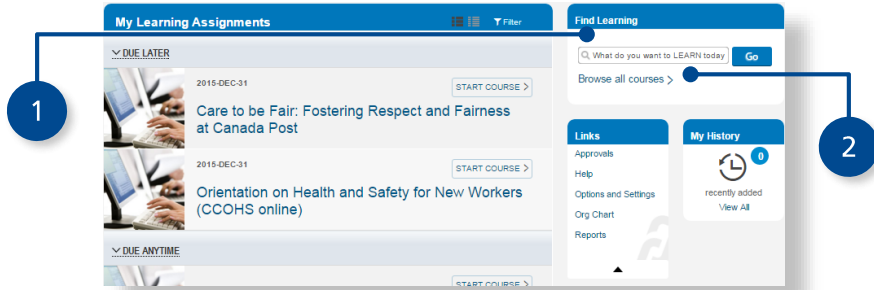 My Learning Assignments
Filter
DUE LATER
2015-DEC-31
START COURSE >
Care to be Fair: Fostering Respect and Fairness
at Canada Post
2015-DEC-31
START COURSE >
Orientation on Health and Safety for New Workers
(CCOHS online)
DUE ANYTIME
START COURSE >
Find Learning
What do you want to LEARN today
Go
Browse all courses >
Links
Approvals
Help
Options and Settings
Org Chart
Reports
My History
0
recently added
View All
1
2